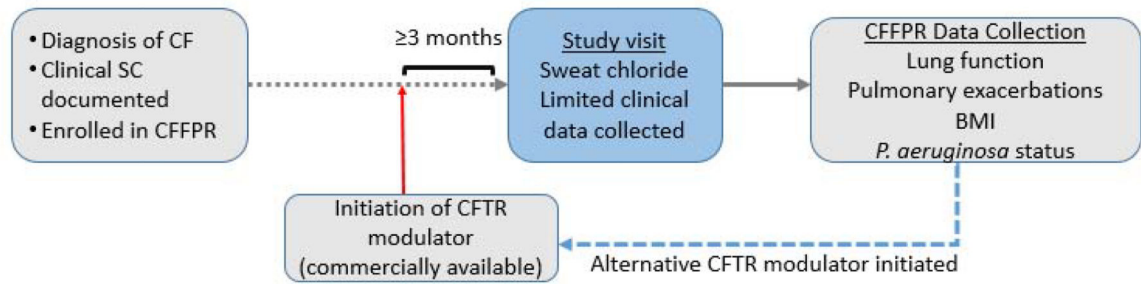 • Diagnosis of CF
• Clinical SC
documented
• Enrolled in CFFPR
≥3 months
Study visit
Sweat chloride
Limited clinical
data collected
CFFPR Data Collection
Lung function
Pulmonary exacerbations
BMI
P. aeruginosa status
Initiation of CFTR
modulator
(commercially available)
Alternative CFTR modulator initiated